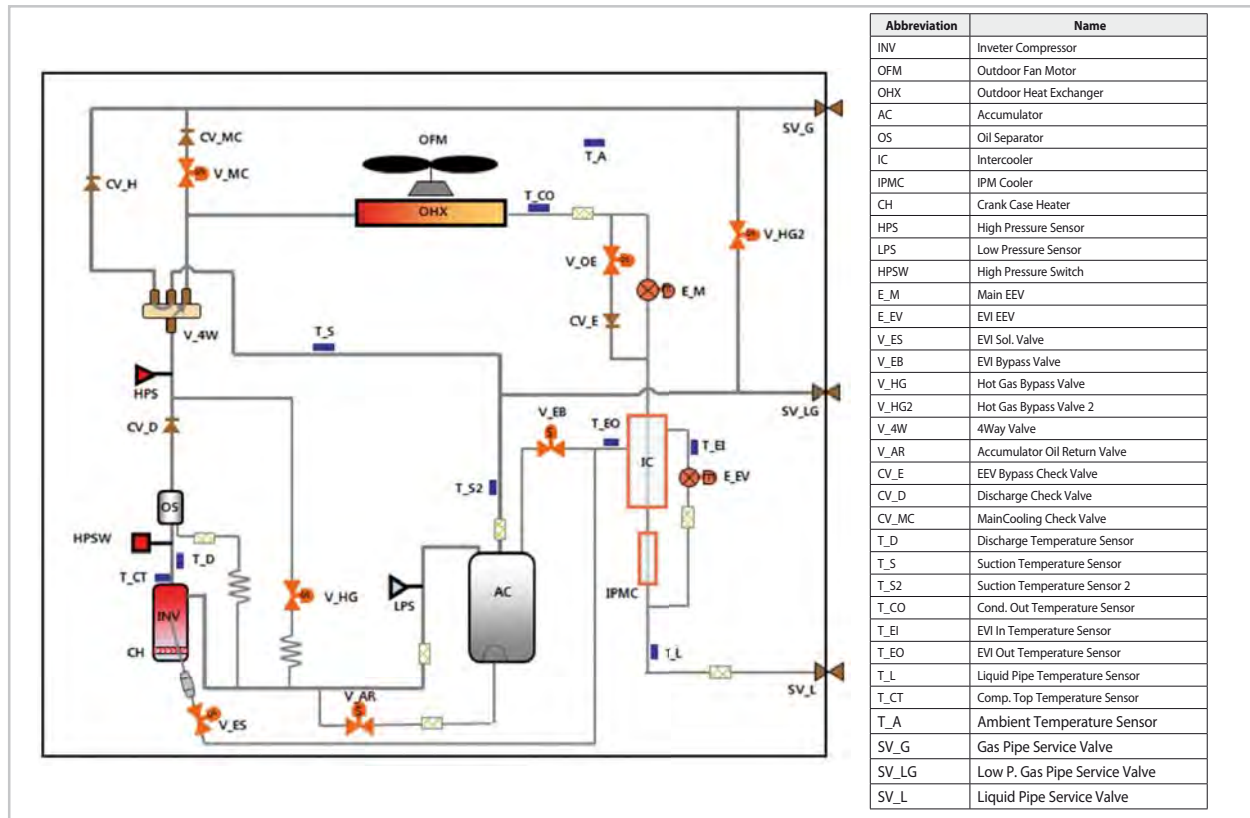 SV_G
CV_MC
OFM
T_A
V_MC
CV_H
T_CO
OHX
V_HG2
V_OE
E_M
CV_E
V_4W
T_S
HPS
SV_LG
CV_D
V_EB
T_EO
T_EI
IC
E_EV
T_S2
OS
HPSW
T_D
T_CT
V_HG
LPS
AC
IPMC
INV
CH
T_L
SV_L
V_AR
V_ES
Abbreviation Name
INV Inveter Compressor
OFM Outdoor Fan Motor
OHX Outdoor Heat Exchanger
AC Accumulator
OS Oil Separator
IC Intercooler
IPMC IPM Cooler
CH Crank Case Heater
HPS High Pressure Sensor
LPS Low Pressure Sensor
HPSW High Pressure Switch
E_M Main EEV
E_EV EVI EEV
V_ES EVI Sol. Valve
V_EB EVI Bypass Valve
V_HG Hot Gas Bypass Valve
V_HG2 Hot Gas Bypass Valve 2
V_4W 4Way Valve
V_AR Accumulator Oil Return Valve
CV_E EEV Bypass Check Valve
CV_D Discharge Check Valve
CV_MC MainCooling Check Valve
T_D Discharge Temperature Sensor
T_S Suction Temperature Sensor
T_S2 Suction Temperature Sensor 2
T_CO Cond. Out Temperature Sensor
T_EI EVI In Temperature Sensor
T_EO EVI Out Temperature Sensor
T_L Liquid Pipe Temperature Sensor
T_CT Comp. Top Temperature Sensor
T_A Ambient Temperature Sensor
SV_G Gas Pipe Service Valve
SV_LG Low P. Gas Pipe Service Valve
SV_L Liquid Pipe Service Valve